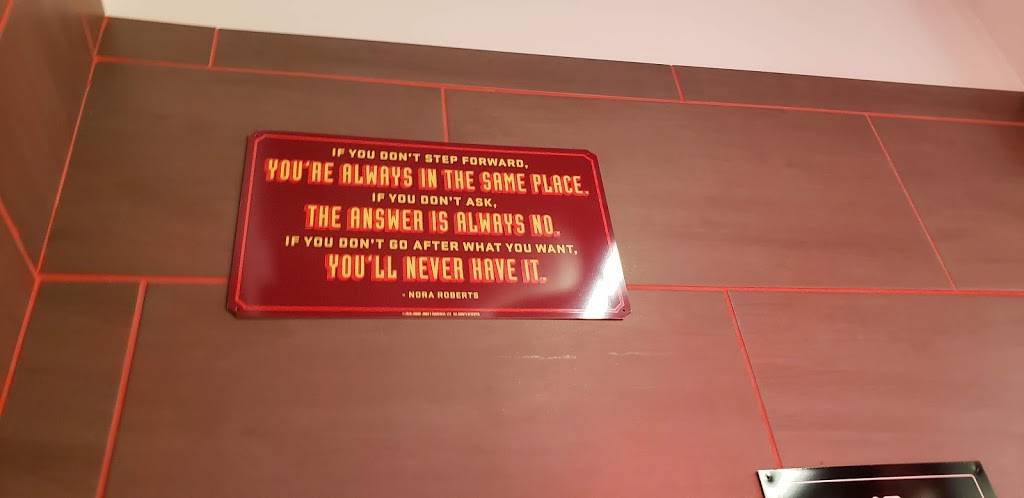 IF YOU DON'T STEP FORWARD,
YOU'RE ALWAYS IN THE SAME PLACE.
IF YOU DON'T ASK,
THE ANSWER IS ALWAYS NO.
IF YOU DON'T GO AFTER WHAT YOU WANT,
YOU'LL NEVER HAVE IT.
- NORA ROBERTS